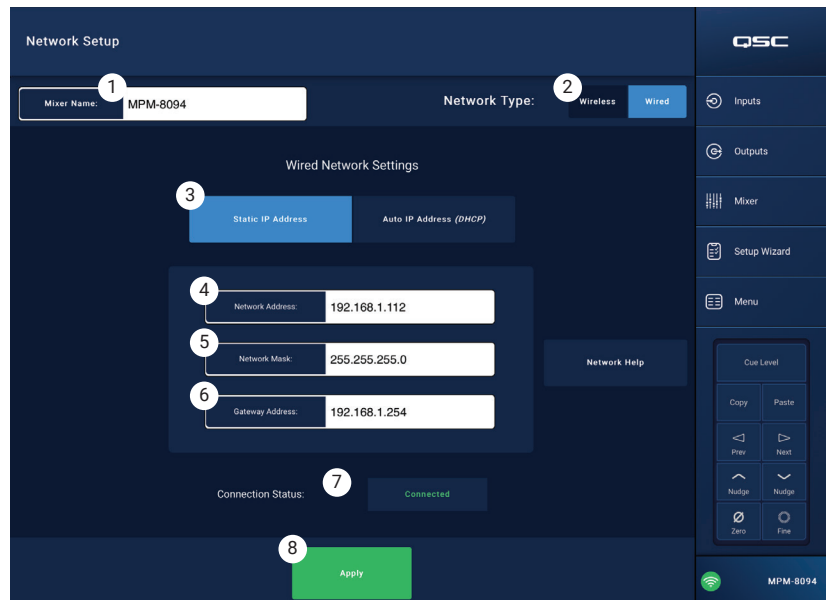 Network Setup
QSC
1
Mixer Name: MPM-8094
Network Type:
2
Wireless Wired
Inputs
Outputs
Mixer
Setup Wizard
Menu
Wired Network Settings
3
Static IP Address Auto IP Address (DHCP)
4
Network Address: 192.168.1.112
5
Network Mask: 255.255.255.0
6
Gateway Address: 192.168.1.254
Network Help
7
Connection Status: Connected
8
Apply
Cue Level
Copy Paste
Prev Next
Nudge Nudge
Zero Fine
MPM-8094